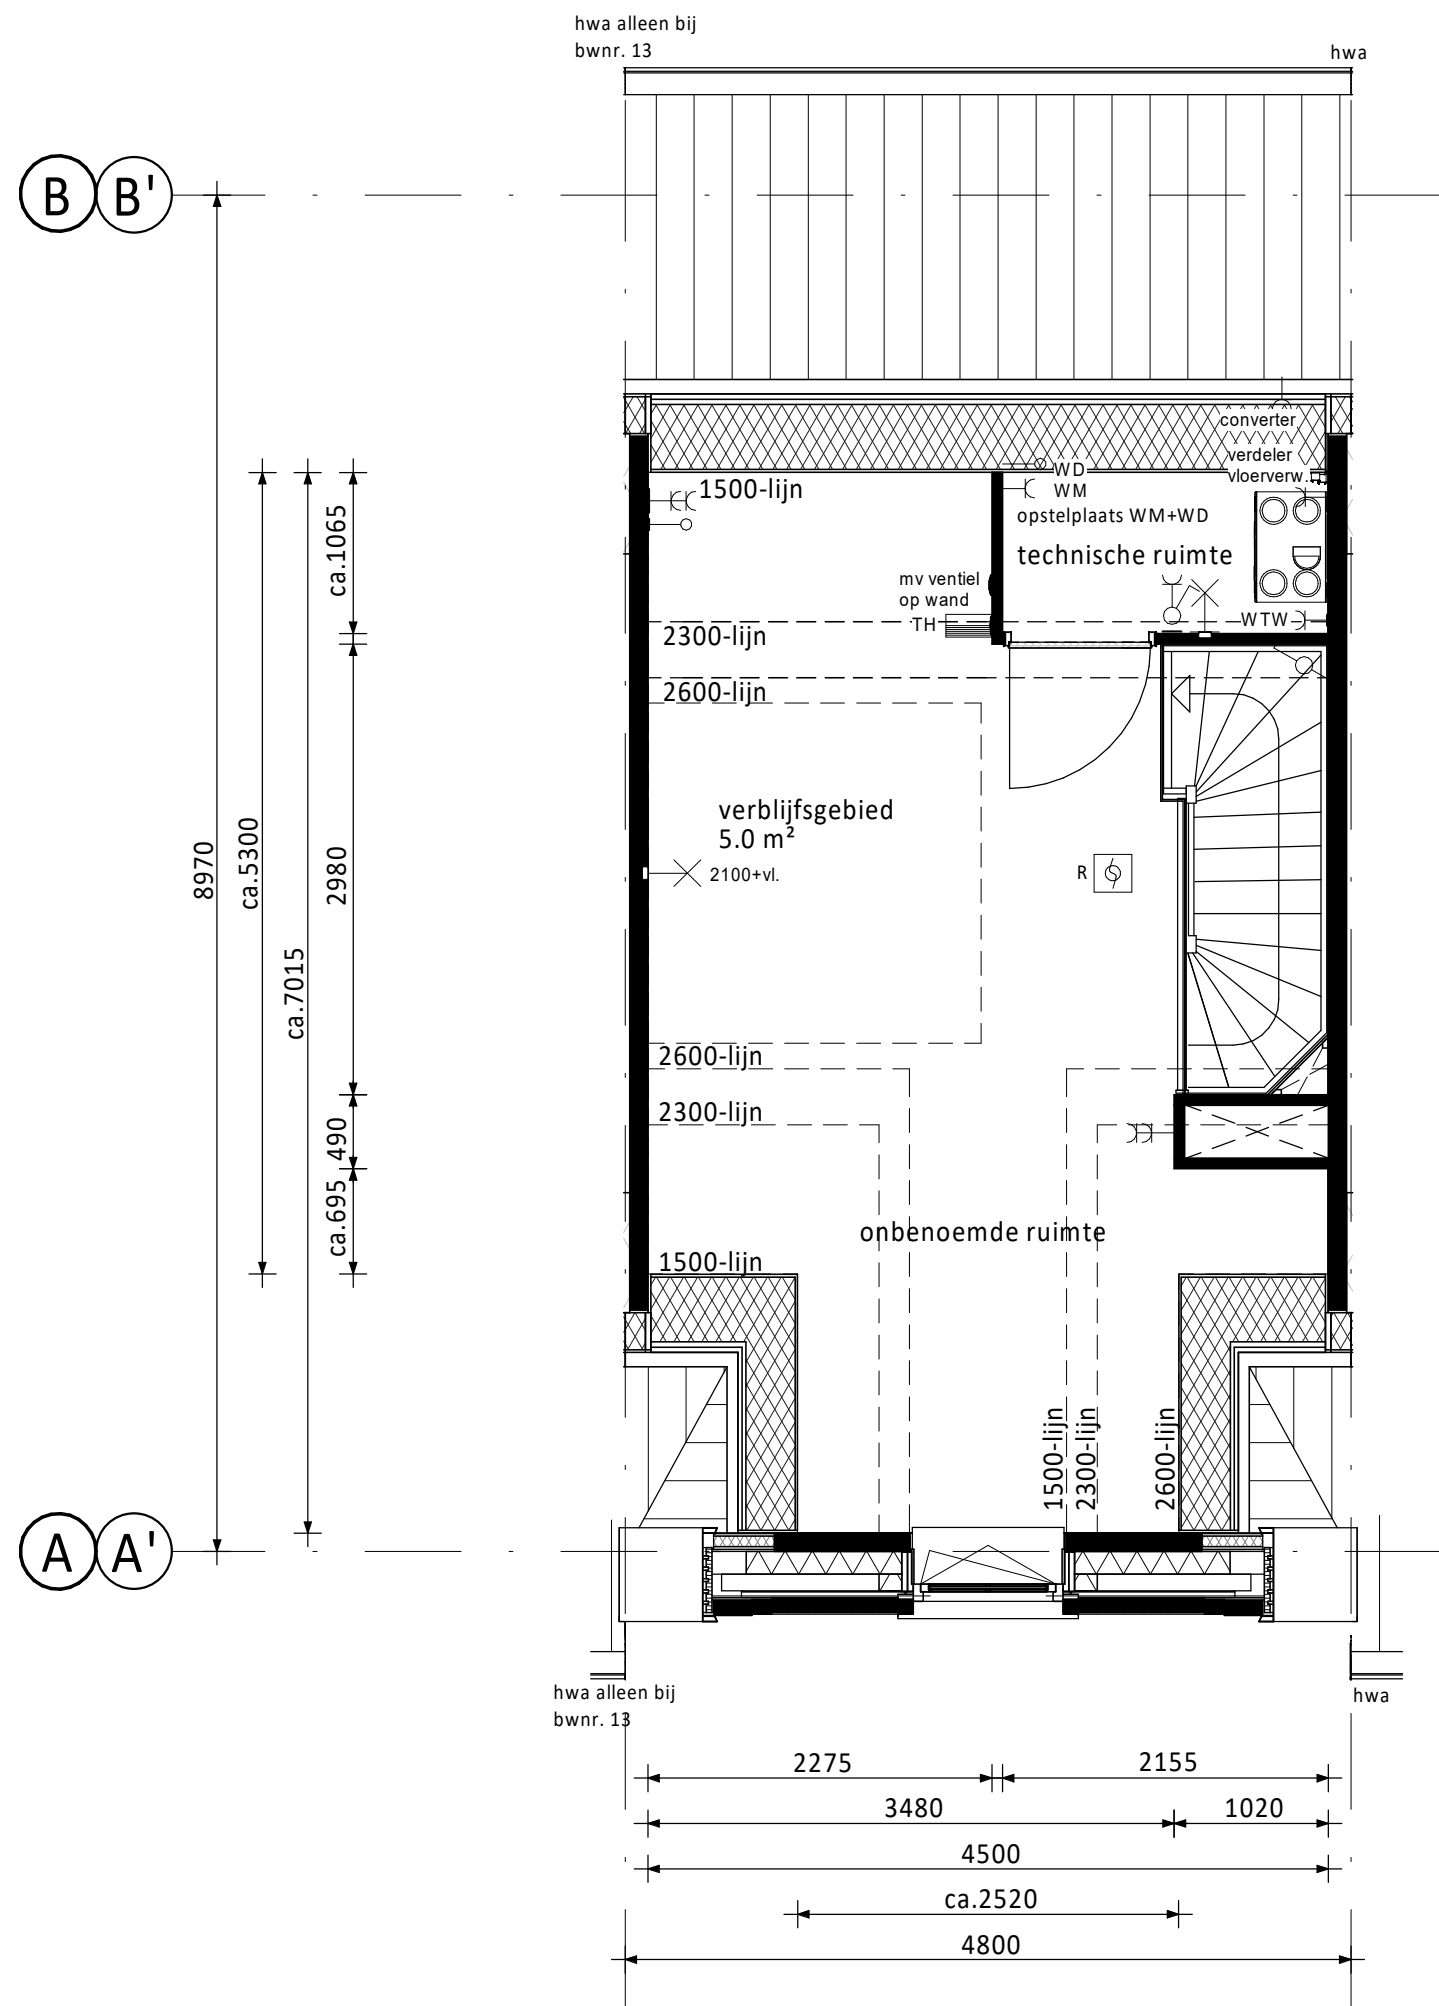 hwa alleen bij
bwnr. 13
hwa
B
B'
converter
verdeler
vloerverw.
WD
WM
1500-lijn
opstelplaats WM+WD
technische ruimte
mv ventiel
op wand
TH
WTW
2300-lijn
2600-lijn
verblijfsgebied
5.0 m²
2100+vl.
R
ca.1065
8970
ca.5300
2980
ca.7015
2600-lijn
2300-lijn
490
ca.695
onbenoemde ruimte
1500-lijn
1500-lijn
2300-lijn
2600-lijn
A
A'
hwa alleen bij
bwnr. 13
hwa
2275
2155
3480
1020
4500
ca.2520
4800